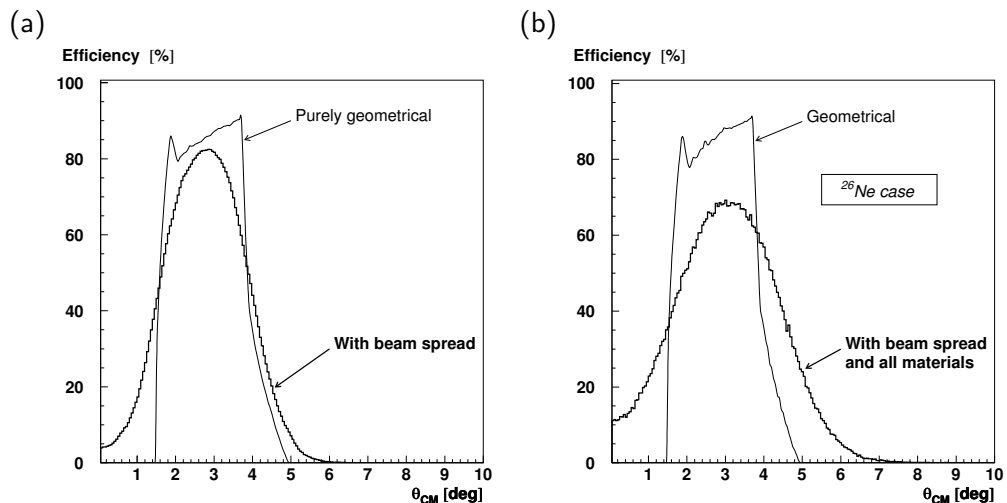 (a)
Efficiency [%]
100
80
60
40
20
0
Purely geometrical
With beam spread
1 2 3 4 5 6 7 8 9 10
θCM [deg]
(b)
Efficiency [%]
100
80
60
40
20
0
Geometrical
26Ne case
With beam spread
and all materials
1 2 3 4 5 6 7 8 9 10
θCM [deg]